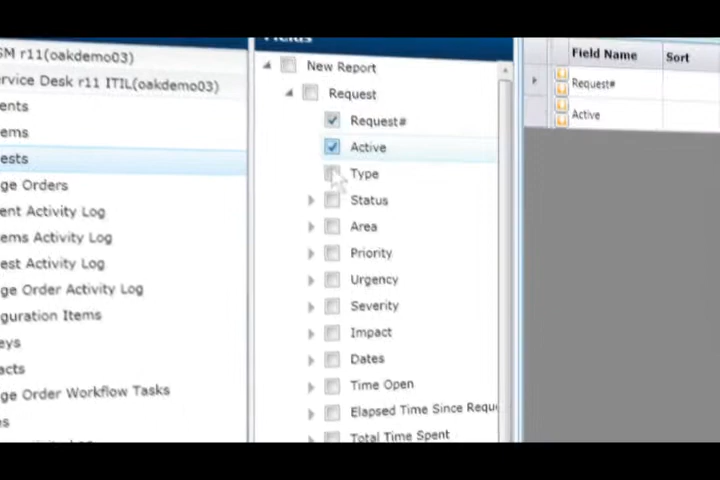 SM r11(oakdemo03)
ervice Desk r11 ITIL(oakdemo03)
ents
ems
ests
ge Orders
ent Activity Log
ems Activity Log
est Activity Log
ge Order Activity Log
guration Items
eys
acts
ge Order Workflow Tasks
es
Fields
New Report
Request
Request#
Active
Type
Status
Area
Priority
Urgency
Severity
Impact
Dates
Time Open
Elapsed Time Since Requ
Total Time Spent
Field Name Sort
Request#
Active